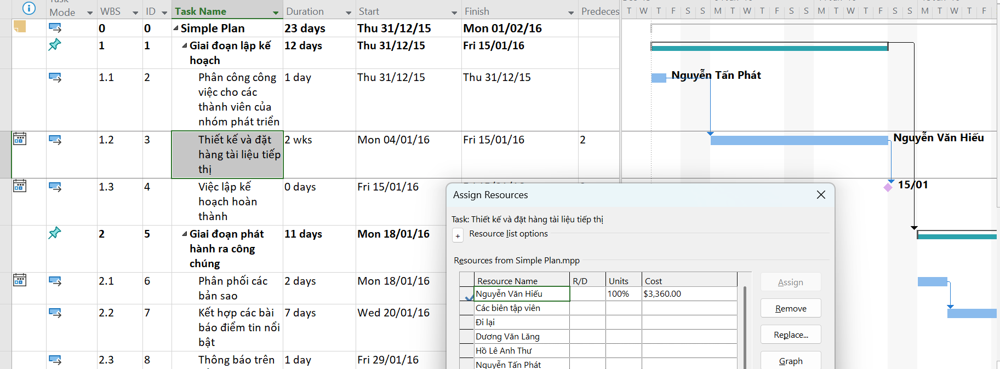 Task
Mode WBS ID Task Name Duration Start Finish Predeces
T W T F S S M T W T F S S M T W T F S S M T W T F
0 0 Simple Plan 23 days Thu 31/12/15 Mon 01/02/16
1 1 Giai đoạn lập kế 12 days Thu 31/12/15 Fri 15/01/16
hoạch
1.1 2 Phân công công 1 day Thu 31/12/15 Thu 31/12/15 Nguyễn Tấn Phát
việc cho các
thành viên của
nhóm phát triển
1.2 3 Thiết kế và đặt 2 wks Mon 04/01/16 Fri 15/01/16 2 Nguyễn Văn Hiếu
hàng tài liệu tiếp
thị
1.3 4 Việc lập kế 0 days Fri 15/01/16 15/01
hoạch hoàn
thành
2 5 Giai đoạn phát 11 days Mon 18/01/16
hành ra công
chúng
2.1 6 Phân phối các 2 days Mon 18/01/16
bản sao
2.2 7 Kết hợp các bài 7 days Wed 20/01/16
báo điểm tin nổi
bật
2.3 8 Thông báo trên 1 day Fri 29/01/16
Assign Resources
Task: Thiết kế và đặt hàng tài liệu tiếp thị
+ Resource list options
Resources from Simple Plan.mpp
Resource Name R/D Units Cost
Nguyễn Văn Hiếu 100% $3,360.00
Các biên tập viên
Đi lại
Dương Văn Lăng
Hồ Lê Anh Thư
Nguyễn Tấn Phát
Assign
Remove
Replace...
Graph